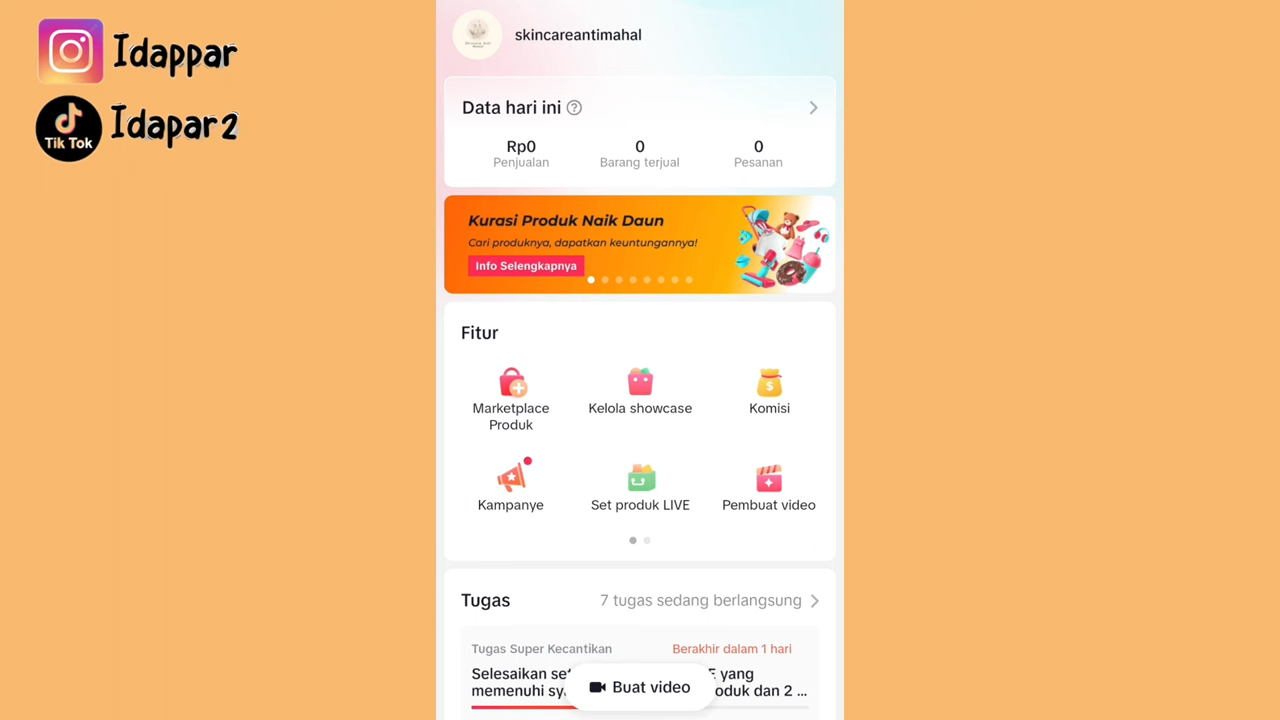 Idappar
Tik Tok
Idapar2
skincareantimahal
Data hari ini
Rp0 0 0
Penjualan Barang terjual Pesanan
Kurasi Produk Naik Daun
Cari produknya, dapatkan keuntungannya!
Info Selengkapnya
Fitur
Marketplace Produk
Kelola showcase
Komisi
Kampanye
Set produk LIVE
Pembuat video
Tugas
7 tugas sedang berlangsung
Tugas Super Kecantikan
Berakhir dalam 1 hari
Selesaikan yang
memenuhi 2 ...
Buat video